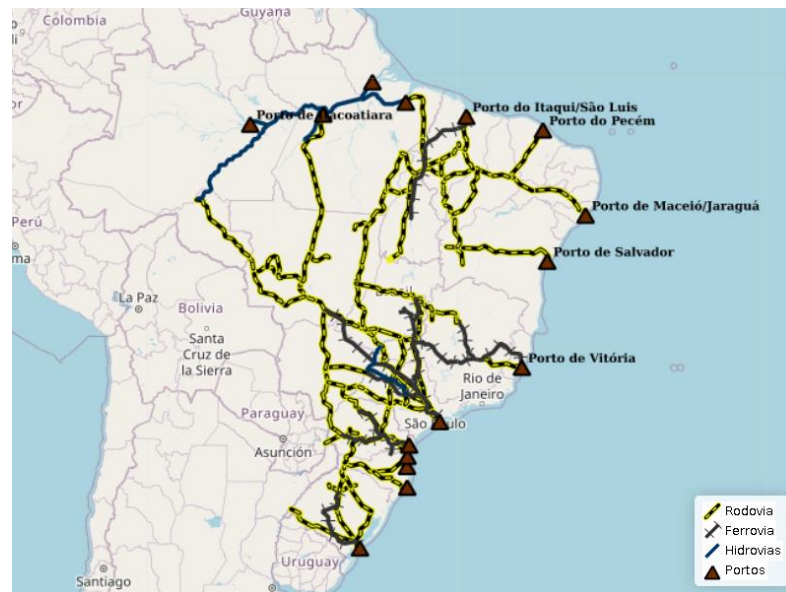 Colombia
Guyana
Porto de Itacoatiara
Porto do Itaqui/São Luis
Porto do Pecém
Perú
Porto de Maceió/Jaraguá
Porto de Salvador
La Paz
Bolivia
Brasil
Santa
Cruz de
la Sierra
Porto de Vitória
Rio de
Janeiro
Paraguay
São Paulo
Asunción
Rodovia
Ferrovia
Hidrovias
Portos
Uruguay
Santiago